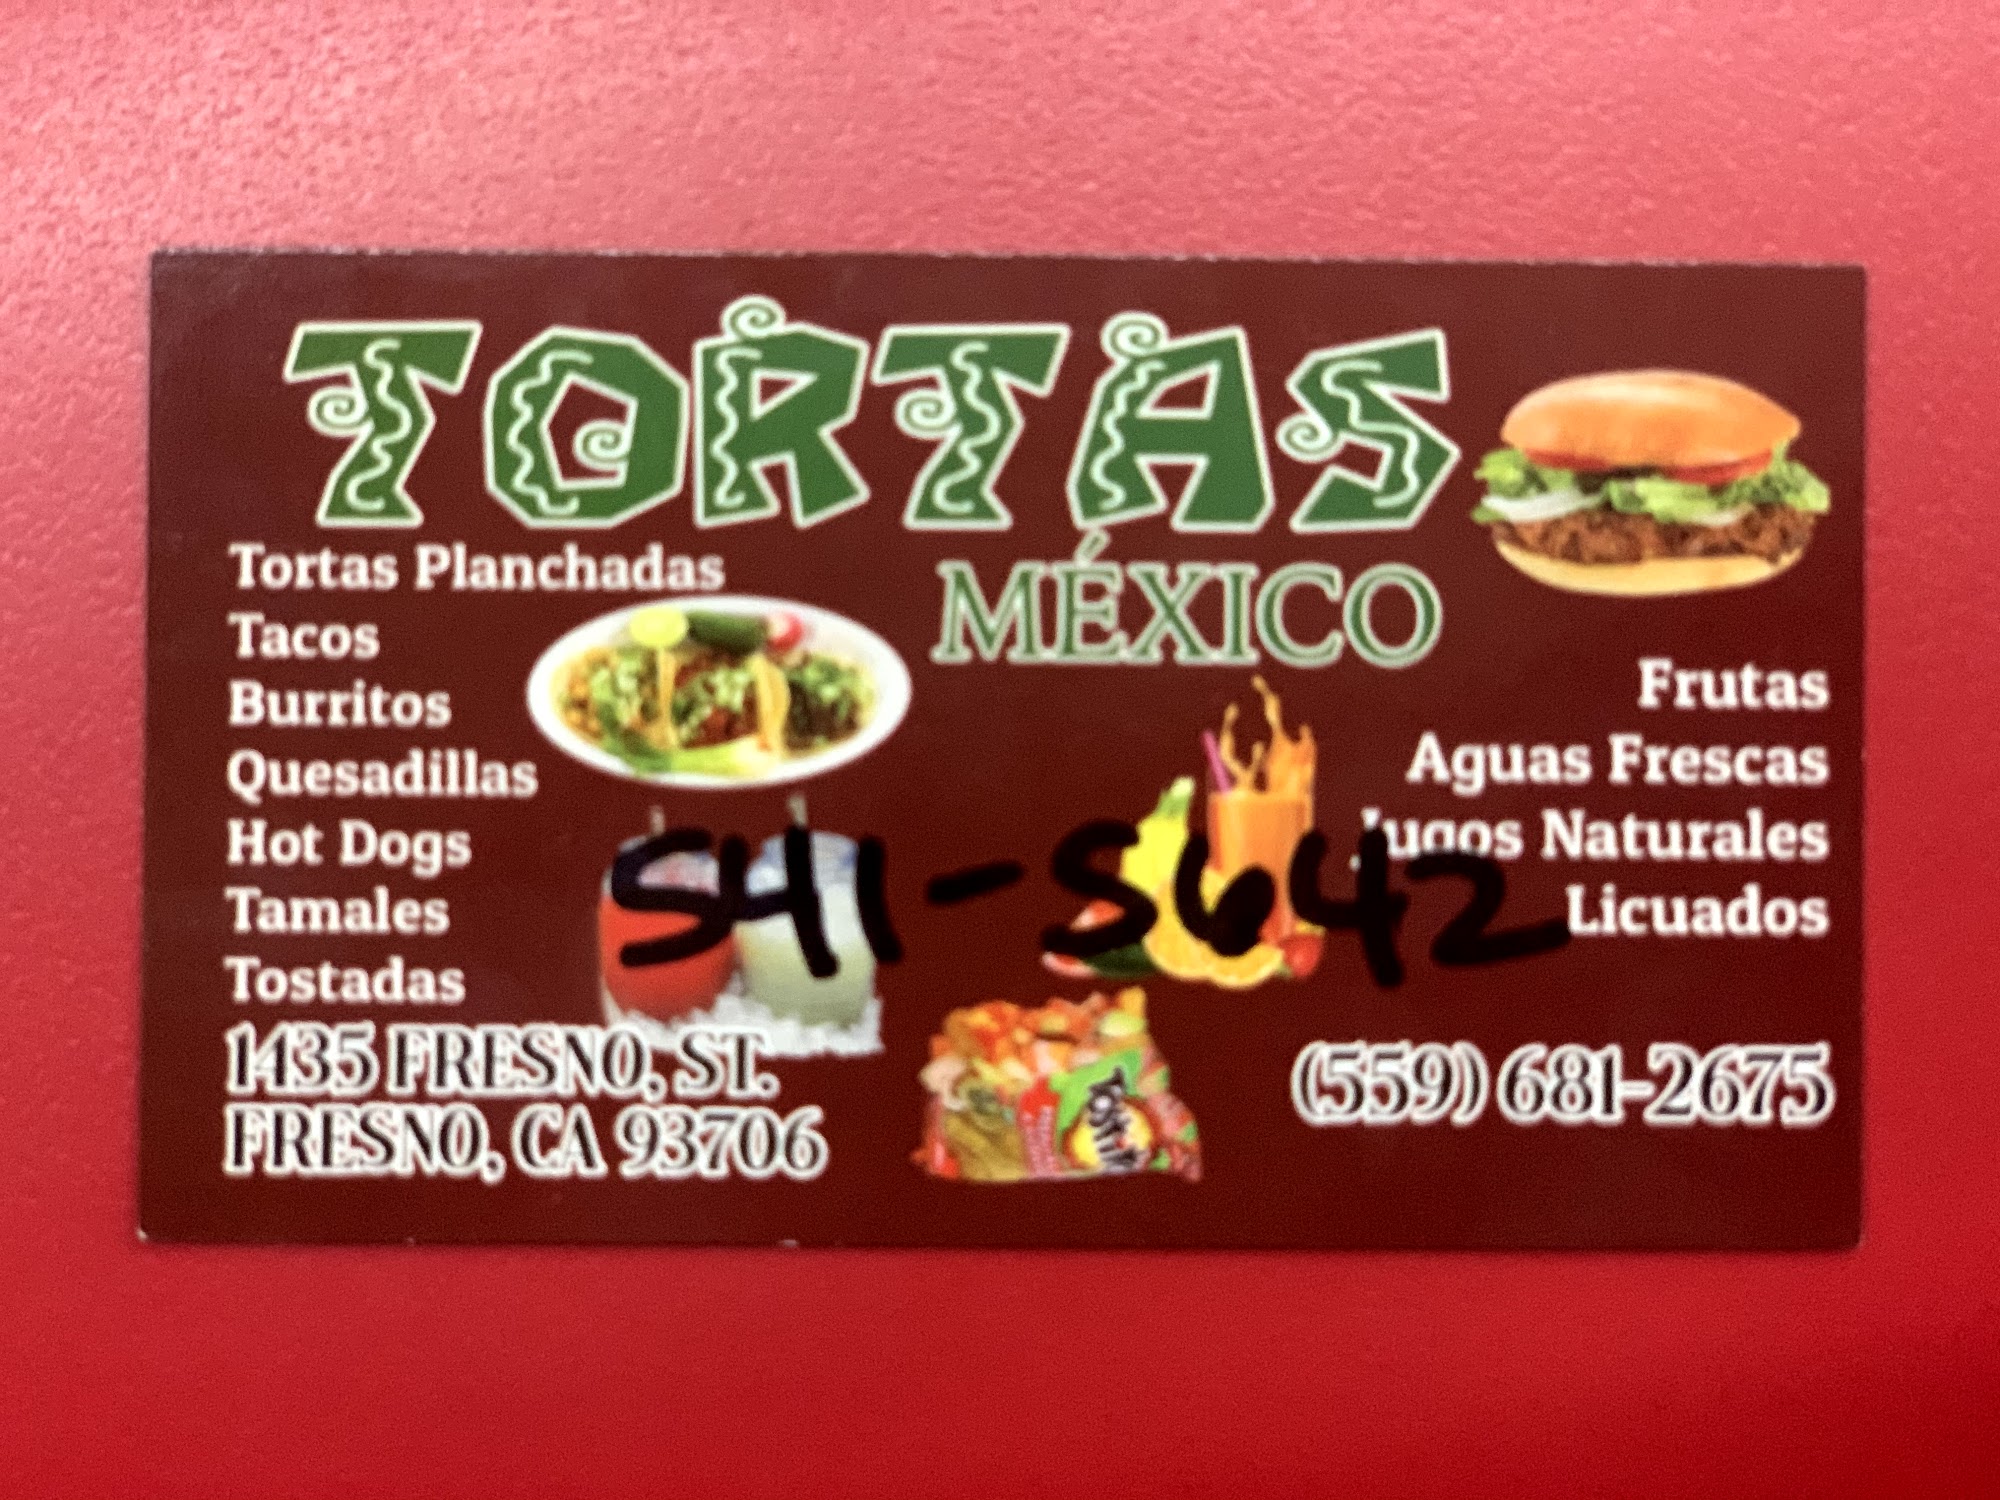 TORTAS
MÉXICO
Tortas Planchadas
Tacos
Burritos
Quesadillas
Hot Dogs
Tamales
Tostadas
Frutas
Aguas Frescas
Jugos Naturales
Licuados
541-5642
1435 FRESNO, ST.
FRESNO, CA 93706
(559) 681-2675